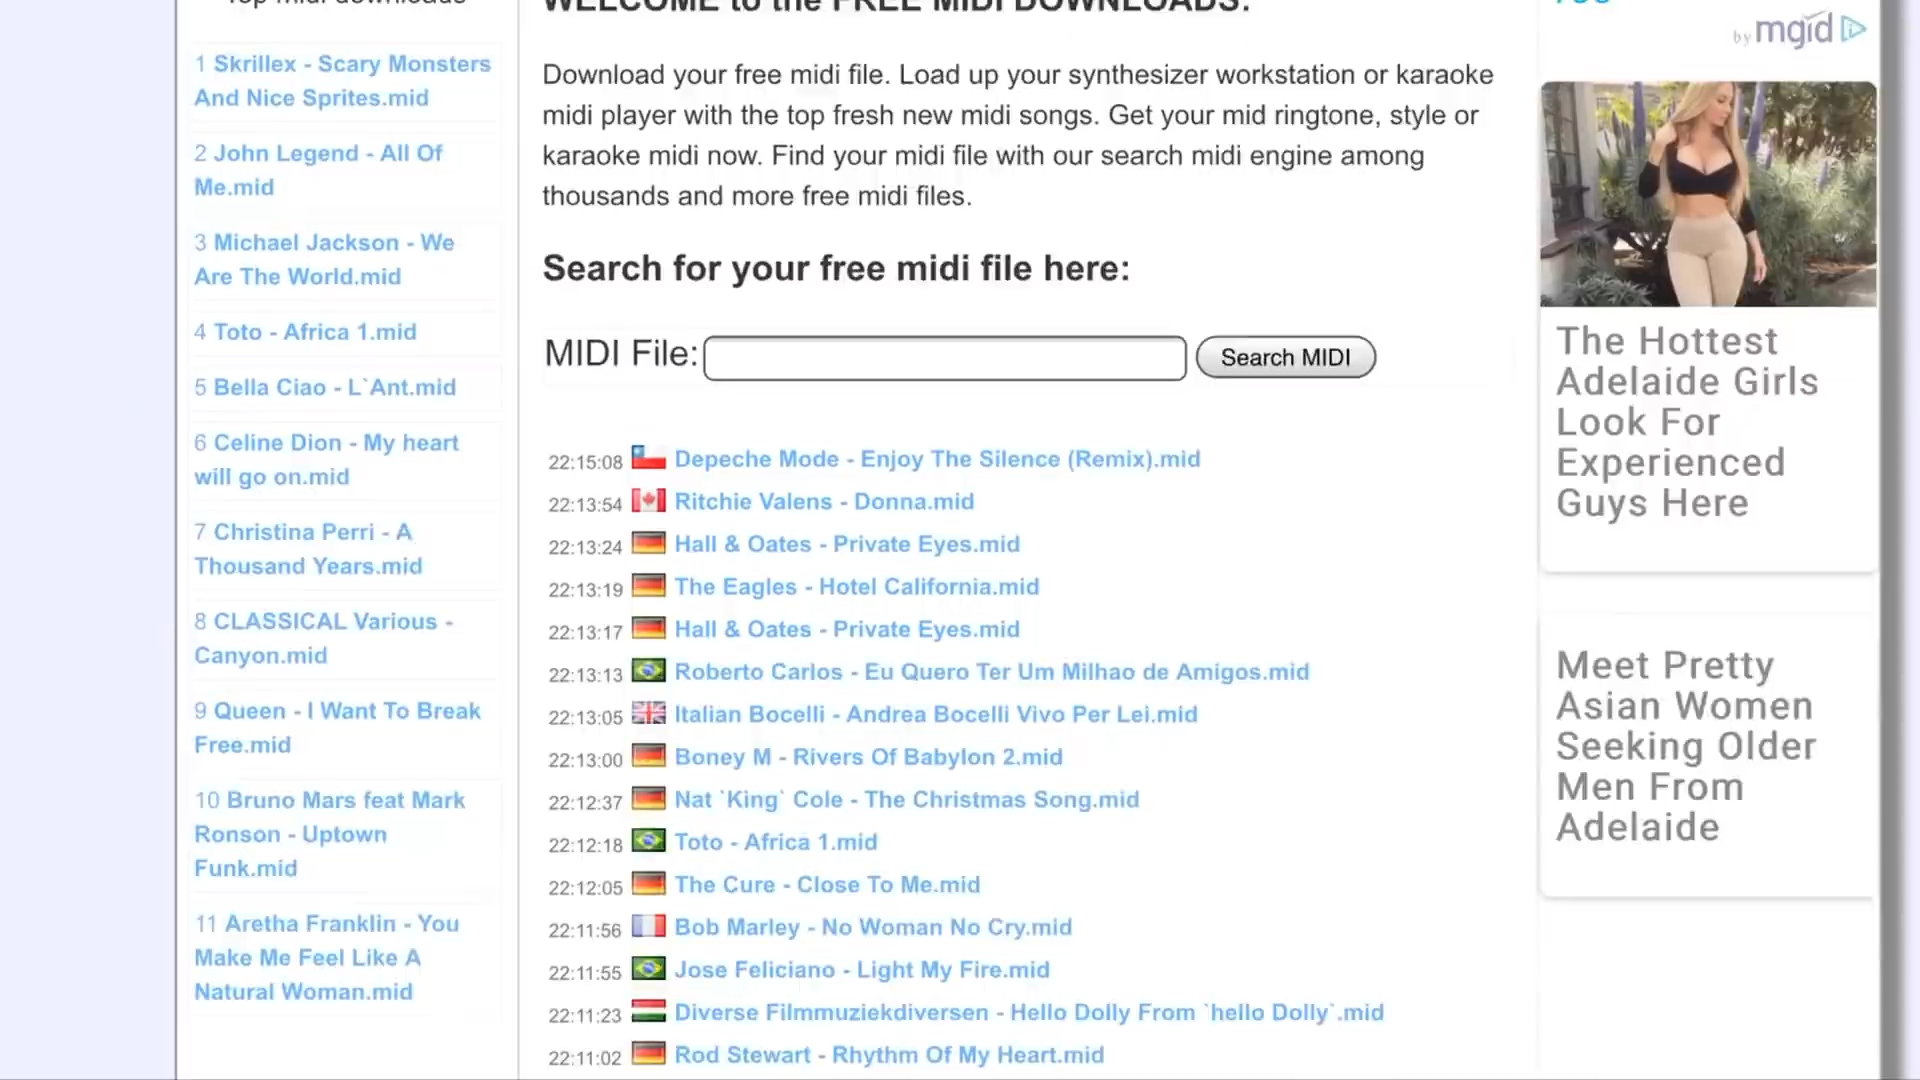 Top midi downloads
1 Skrillex - Scary Monsters
And Nice Sprites.mid
2 John Legend - All Of
Me.mid
3 Michael Jackson - We
Are The World.mid
4 Toto - Africa 1.mid
5 Bella Ciao - L`Ant.mid
6 Celine Dion - My heart
will go on.mid
7 Christina Perri - A
Thousand Years.mid
8 CLASSICAL Various -
Canyon.mid
9 Queen - I Want To Break
Free.mid
10 Bruno Mars feat Mark
Ronson - Uptown
Funk.mid
11 Aretha Franklin - You
Make Me Feel Like A
Natural Woman.mid
WELCOME to the FREE MIDI DOWNLOADS:
Download your free midi file. Load up your synthesizer workstation or karaoke
midi player with the top fresh new midi songs. Get your mid ringtone, style or
karaoke midi now. Find your midi file with our search midi engine among
thousands and more free midi files.
Search for your free midi file here:
MIDI File: Search MIDI
22:15:08 Depeche Mode - Enjoy The Silence (Remix).mid
22:13:54 Ritchie Valens - Donna.mid
22:13:24 Hall & Oates - Private Eyes.mid
22:13:19 The Eagles - Hotel California.mid
22:13:17 Hall & Oates - Private Eyes.mid
22:13:13 Roberto Carlos - Eu Quero Ter Um Milhao de Amigos.mid
22:13:05 Italian Bocelli - Andrea Bocelli Vivo Per Lei.mid
22:13:00 Boney M - Rivers Of Babylon 2.mid
22:12:37 Nat `King` Cole - The Christmas Song.mid
22:12:18 Toto - Africa 1.mid
22:12:05 The Cure - Close To Me.mid
22:11:56 Bob Marley - No Woman No Cry.mid
22:11:55 Jose Feliciano - Light My Fire.mid
22:11:23 Diverse Filmmuziekdiversen - Hello Dolly From `hello Dolly`.mid
22:11:02 Rod Stewart - Rhythm Of My Heart.mid
by mgid
The Hottest
Adelaide Girls
Look For
Experienced
Guys Here
Meet Pretty
Asian Women
Seeking Older
Men From
Adelaide